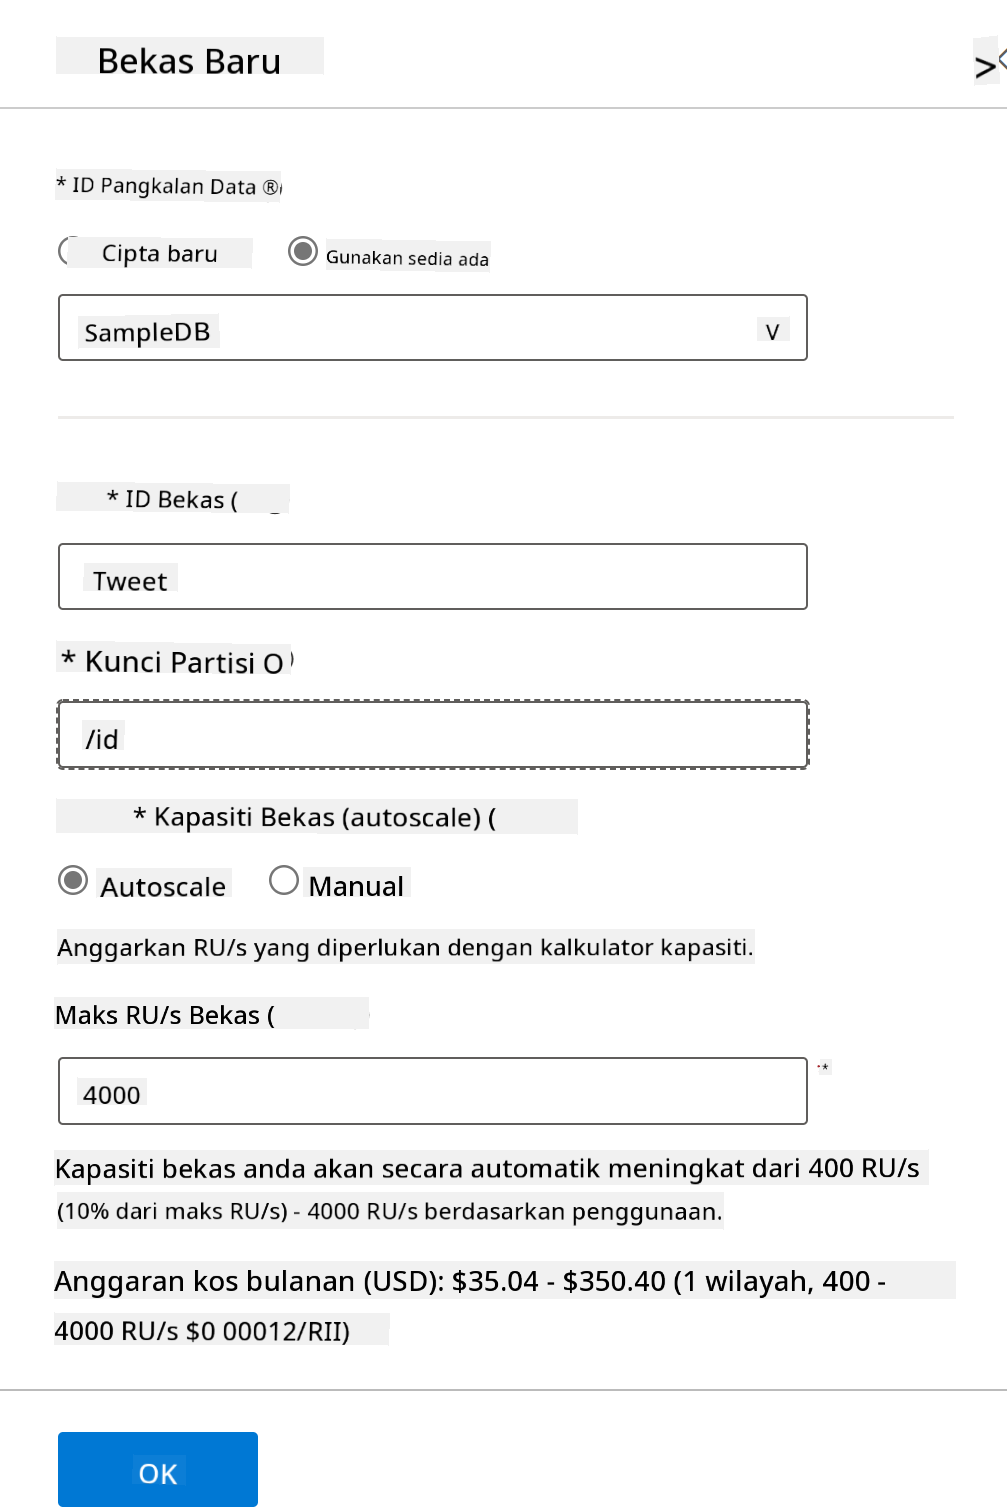 Bekas Baru >
* ID Pangkalan Data ®
Cipta baru Gunakan sedia ada
SampleDB V
* ID Bekas (
Tweet
* Kunci Partisi O
/id
* Kapasiti Bekas (autoscale) (
Autoscale Manual
Anggarkan RU/s yang diperlukan dengan kalkulator kapasiti.
Maks RU/s Bekas (
4000 *
Kapasiti bekas anda akan secara automatik meningkat dari 400 RU/s
(10% dari maks RU/s) - 4000 RU/s berdasarkan penggunaan.
Anggaran kos bulanan (USD): $35.04 - $350.40 (1 wilayah, 400 -
4000 RU/s $0 00012/RII)
OK